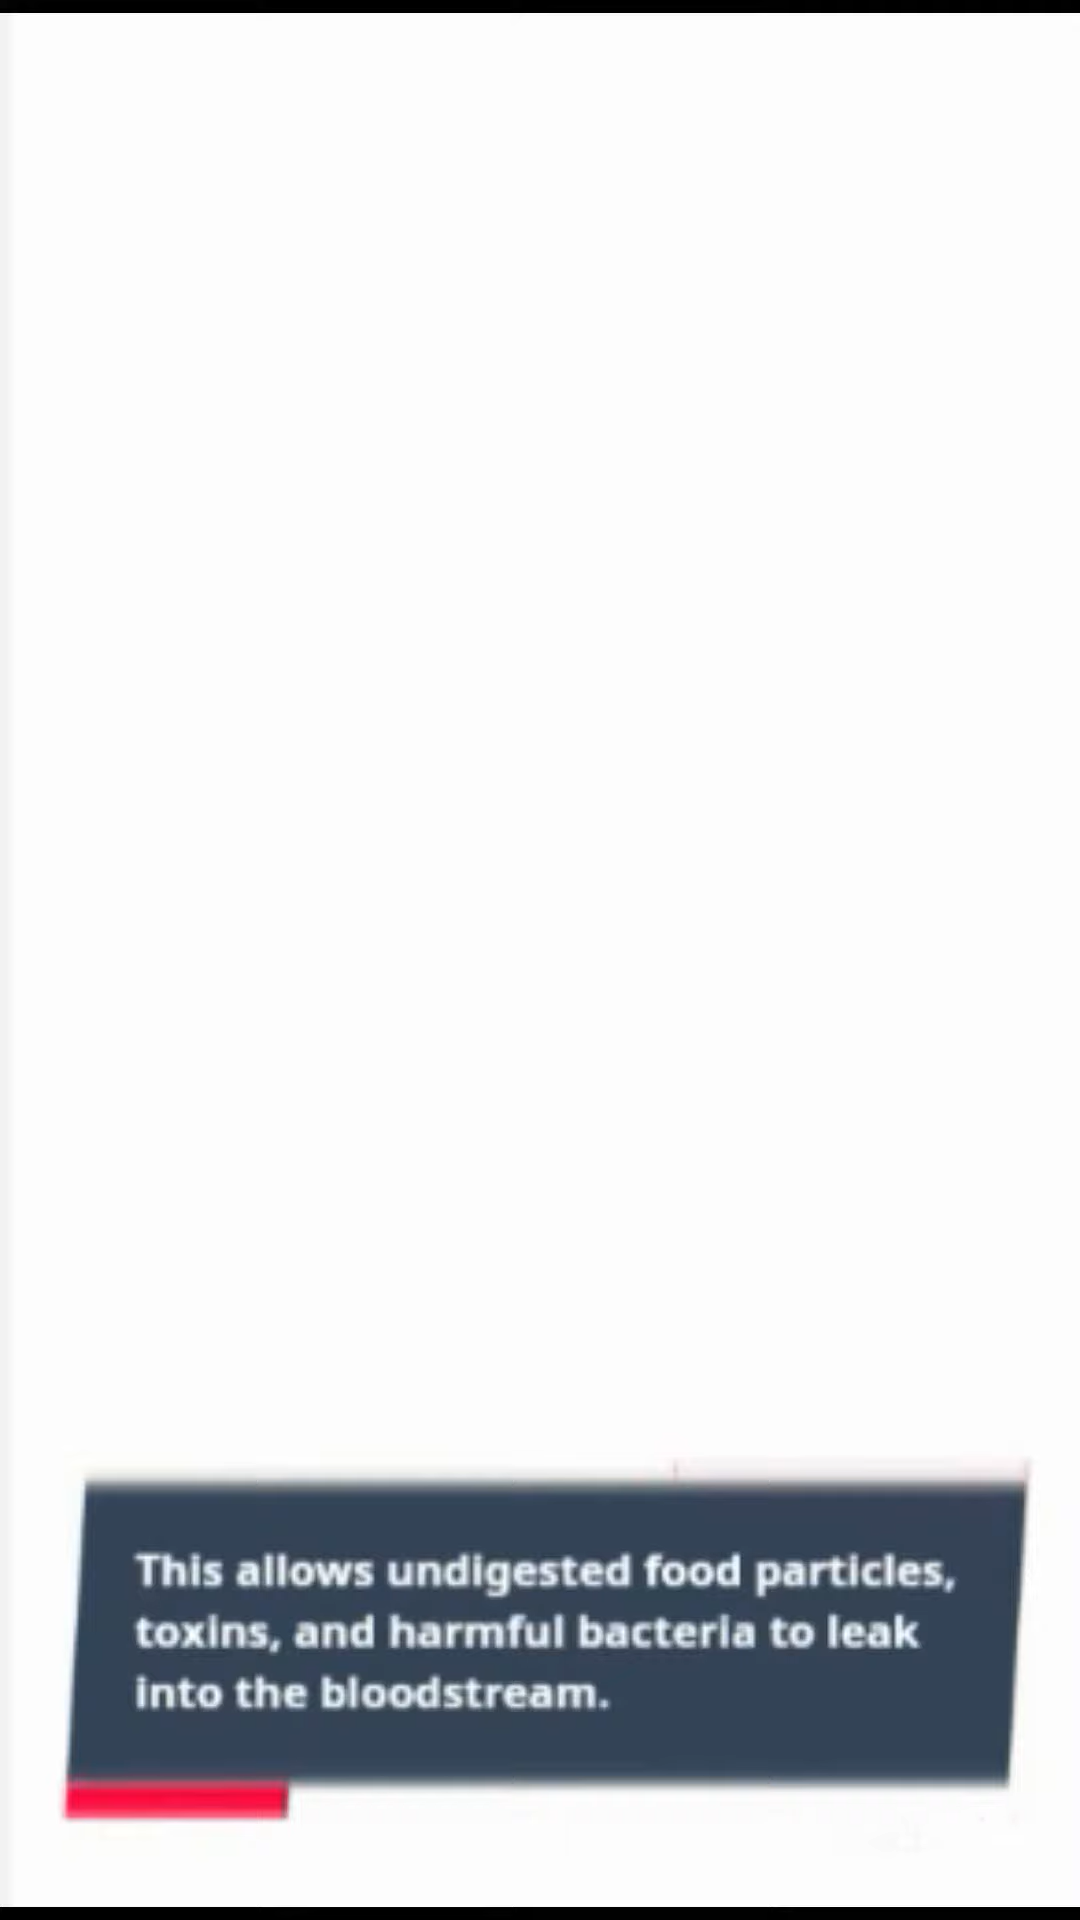 This allows undigested food particles,
toxins, and harmful bacteria to leak
into the bloodstream.